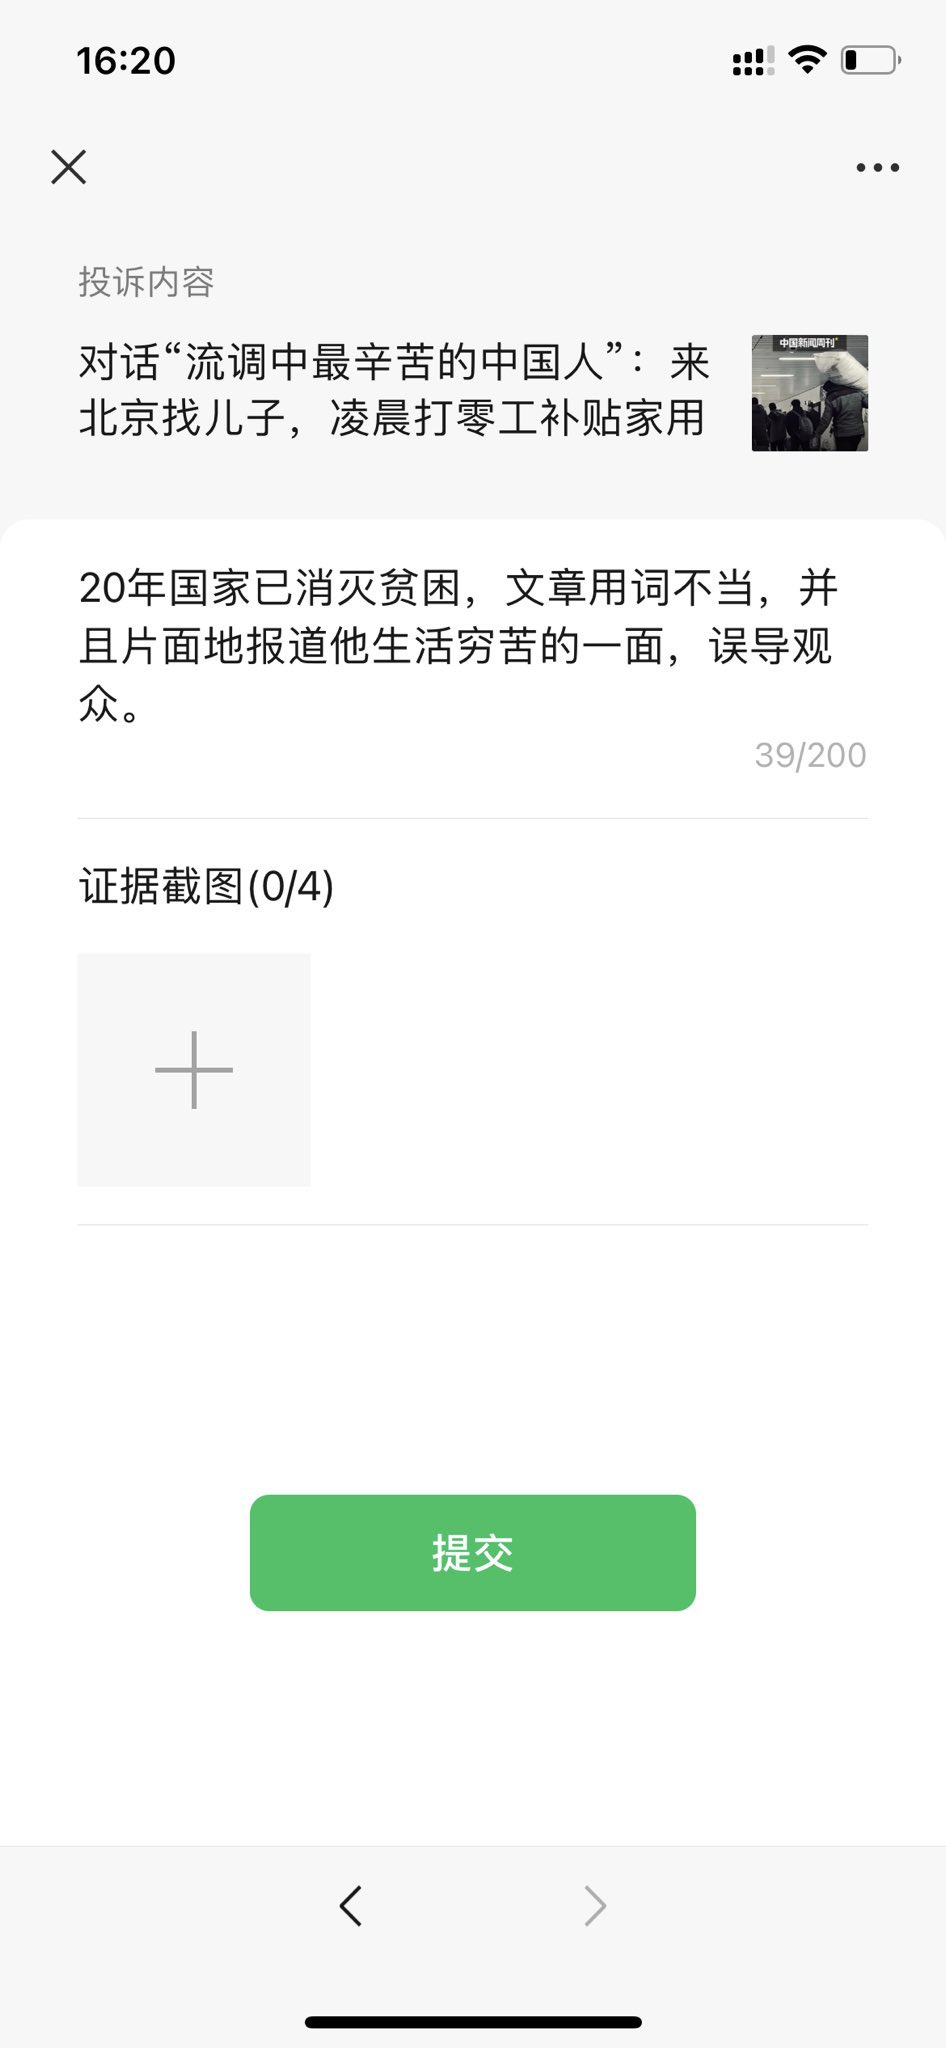 16:20
投诉内容
对话“流调中最辛苦的中国人”：来
北京找儿子，凌晨打零工补贴家用
中国新闻周刊
20年国家已消灭贫困，文章用词不当，并
且片面地报道他生活穷苦的一面，误导观
众。
39/200
证据截图(0/4)
提交